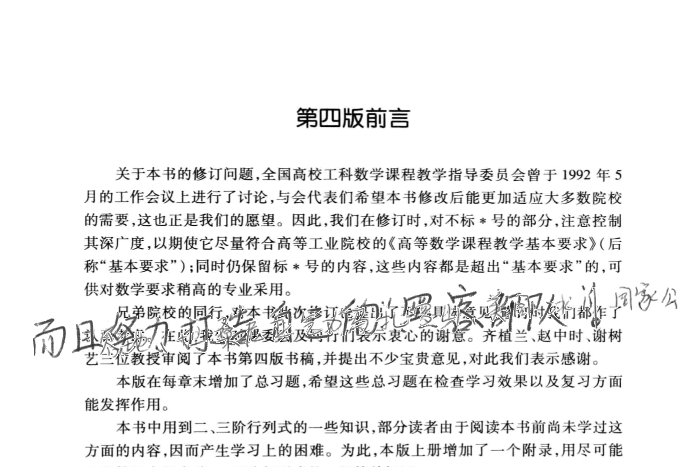 第四版前言
关于本书的修订问题,全国高校工科数学课程教学指导委员会曾于 1992 年 5
月的工作会议上进行了讨论,与会代表们希望本书修改后能更加适应大多数院校
的需要,这也正是我们的愿望。因此,我们在修订时,对不标 * 号的部分,注意控制
其深广度,以期使它尽量符合高等工业院校的《高等数学课程教学基本要求》(后
称“基本要求”);同时仍保留标 * 号的内容,这些内容都是超出“基本要求”的,可
供对数学要求稍高的专业采用。
兄弟院校的同行,对本书 修订 提出了 意见 我们都作了
而且努力 部队 国家公
在 委员 们表示衷心的谢意。齐植兰、赵中时、谢树
艺三位教授审阅了本书第四版书稿,并提出不少宝贵意见,对此我们表示感谢。
本版在每章末增加了总习题,希望这些总习题在检查学习效果以及复习方面
能发挥作用。
本书中用到二、三阶行列式的一些知识,部分读者由于阅读本书前尚未学过这
方面的内容,因而产生学习上的困难。为此,本版上册增加了一个附录,用尽可能